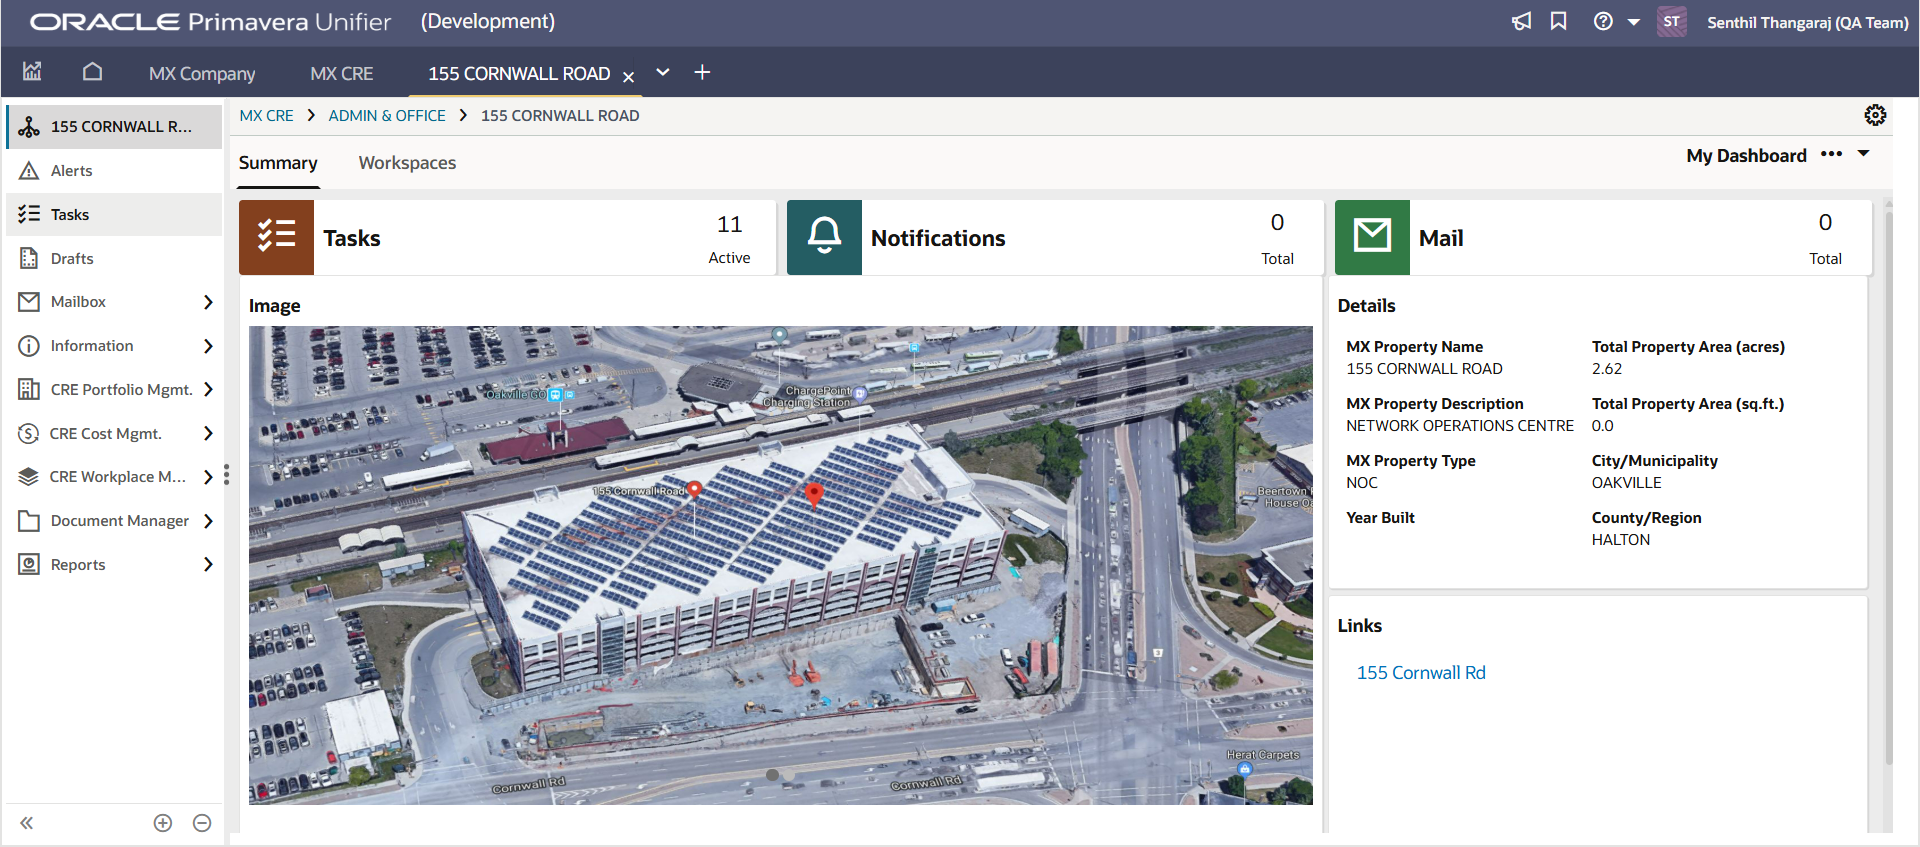 ORACLE Primavera Unifier (Development)
ST Senthil Thangaraj (QA Team)
MX Company MX CRE 155 CORNWALL ROAD
155 CORNWALL R...
Alerts
Tasks
Drafts
Mailbox
Information
CRE Portfolio Mgmt.
CRE Cost Mgmt.
CRE Workplace M...
Document Manager
Reports
MX CRE > ADMIN & OFFICE > 155 CORNWALL ROAD
Summary Workspaces
My Dashboard
Tasks
11
Active
Notifications
0
Total
Mail
0
Total
Image
Oakville GO
ChargePoint
Charging Station
155 Cornwall Road
Beertown
House
Herat Carpets
Cornwall Rd
Cornwall Rd
Details
MX Property Name
155 CORNWALL ROAD
Total Property Area (acres)
2.62
MX Property Description
NETWORK OPERATIONS CENTRE
Total Property Area (sq.ft.)
0.0
MX Property Type
NOC
City/Municipality
OAKVILLE
Year Built
County/Region
HALTON
Links
155 Cornwall Rd